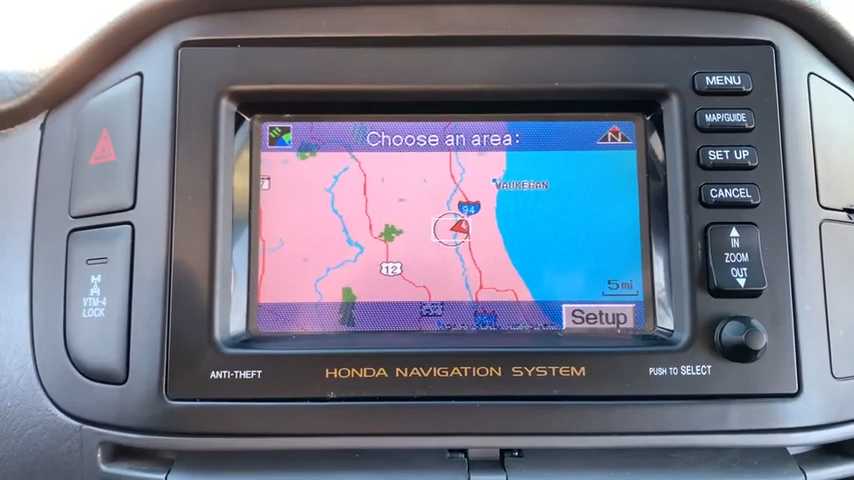 Choose an area:
N
WAUKEGAN
94
12
5mi
Setup
MENU
MAP/GUIDE
SET UP
CANCEL
IN
ZOOM
OUT
VTM-4
LOCK
ANTI-THEFT
HONDA NAVIGATION SYSTEM
PUSH TO SELECT